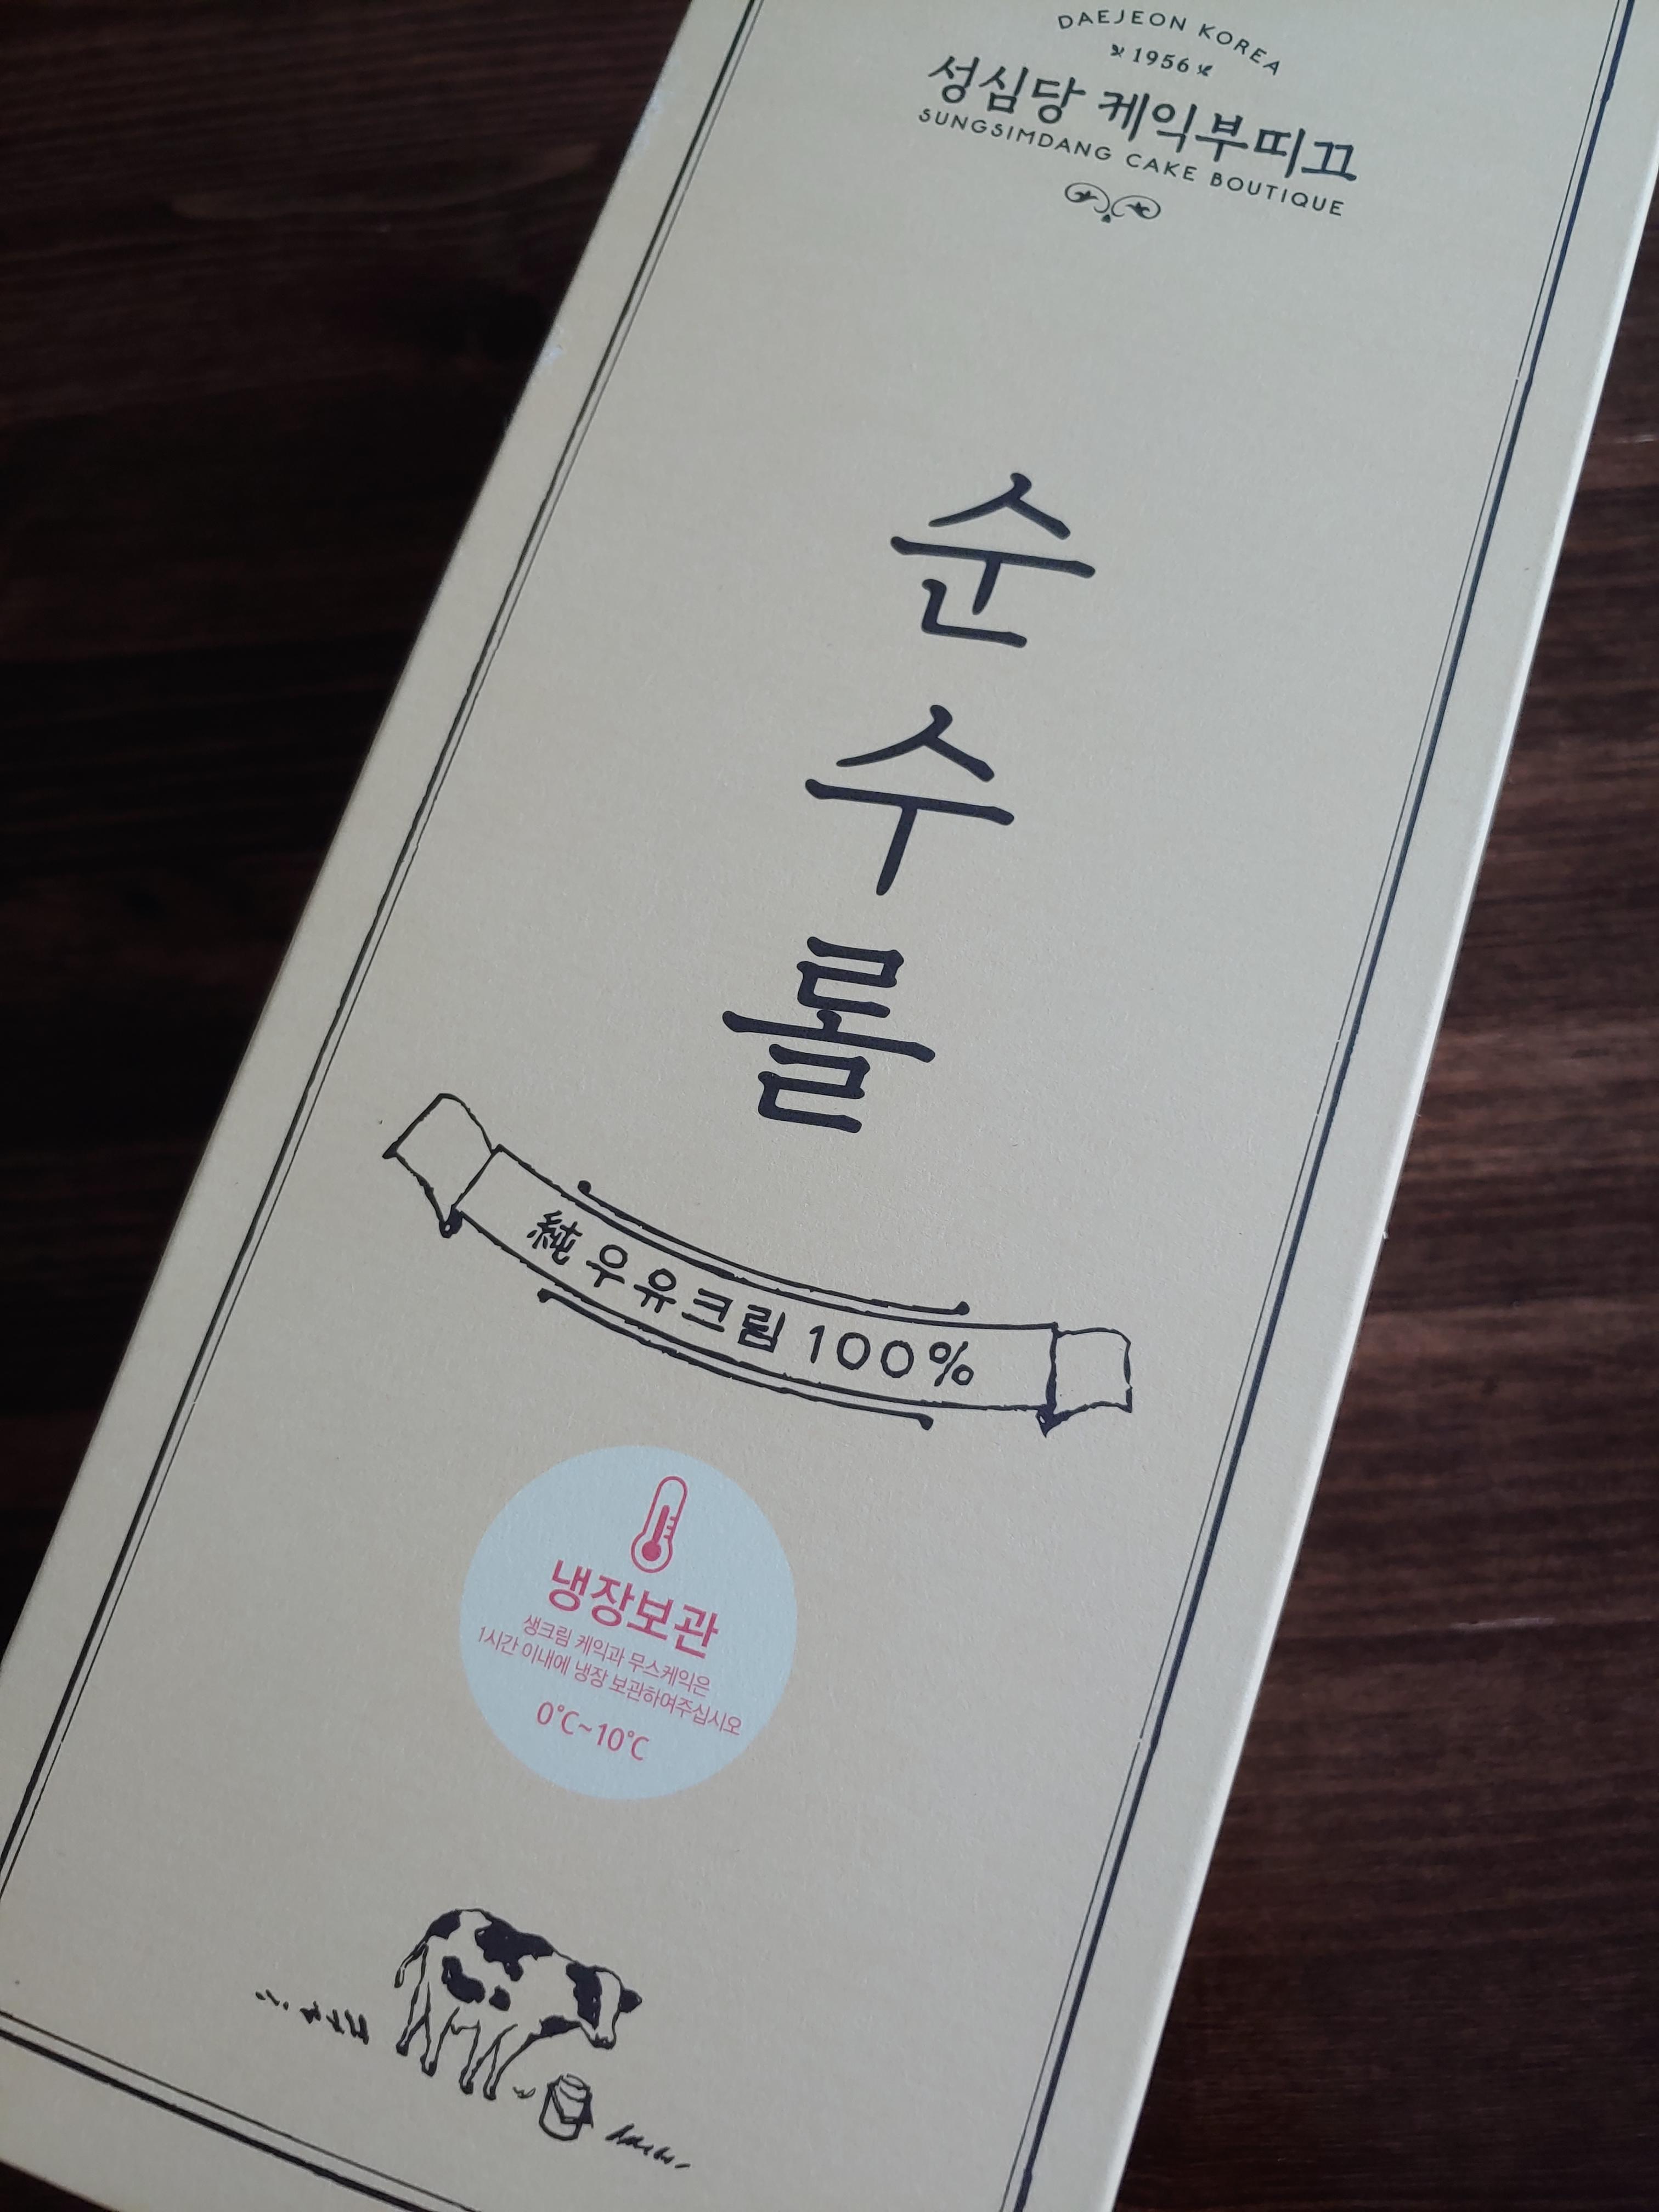 DAEJEON KOREA
1956
성심당 케익부띠끄
SUNGSIMDANG CAKE BOUTIQUE
순
수
롤
純우유크림 100%
냉장보관
생크림 케익과 무스케익은
1시간 이내에 냉장 보관하여주십시오
0°C~10°C